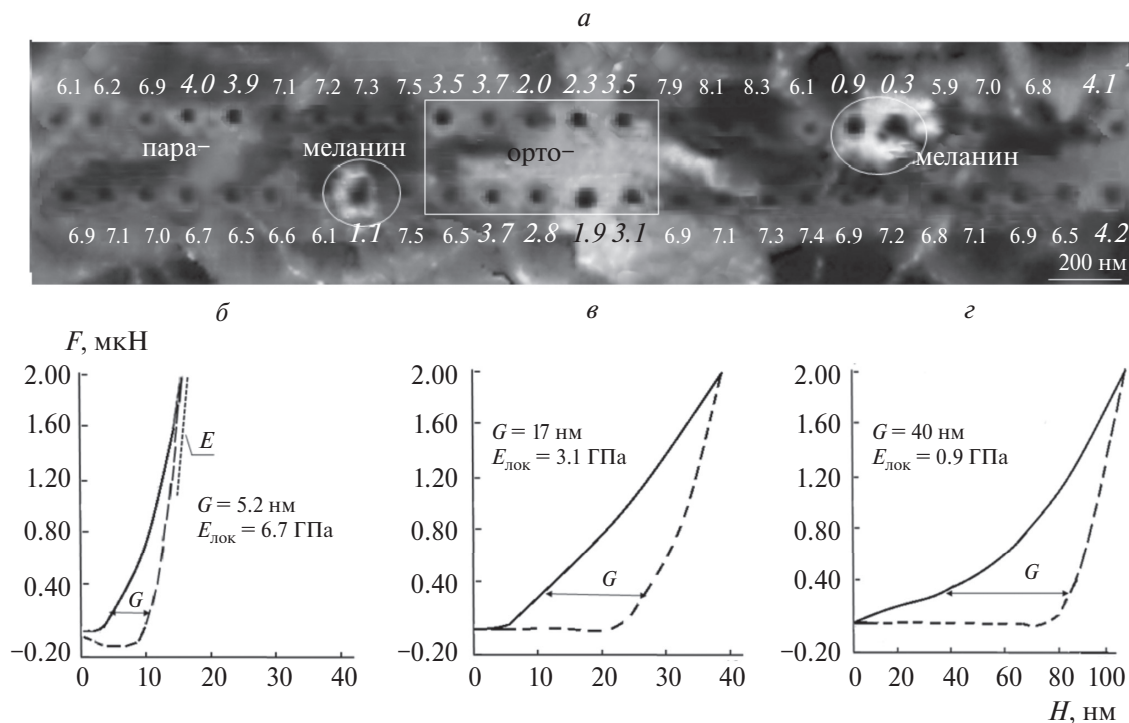 а
6.1 6.2 6.9 4.0 3.9 7.1 7.2 7.3 7.5 3.5 3.7 2.0 2.3 3.5 7.9 8.1 8.3 6.1 0.9 0.3 5.9 7.0 6.8 4.1
пара– меланин орто– меланин
6.9 7.1 7.0 6.7 6.5 6.6 6.1 1.1 7.5 6.5 3.7 2.8 1.9 3.1 6.9 7.1 7.3 7.4 6.9 7.2 6.8 7.1 6.9 6.5 4.2
200 нм
б
F, мкН
2.00
1.60
1.20
0.80
0.40
−0.20
E
G = 5.2 нм
Eлок = 6.7 ГПа
G
0 10 20 30 40
в
2.00
1.60
1.20
0.80
0.40
−0.20
G = 17 нм
Eлок = 3.1 ГПа
G
0 10 20 30 40
г
2.00
1.60
1.20
0.80
0.40
−0.20
G = 40 нм
Eлок = 0.9 ГПа
G
0 20 40 60 80 100
H, нм